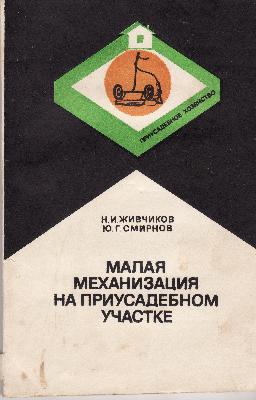 ПРИУСАДЕБНОЕ ХОЗЯЙСТВО
Н.И.ЖИВЧИКОВ
Ю.Г.СМИРНОВ
МАЛАЯ
МЕХАНИЗАЦИЯ
НА ПРИУСАДЕБНОМ
УЧАСТКЕ